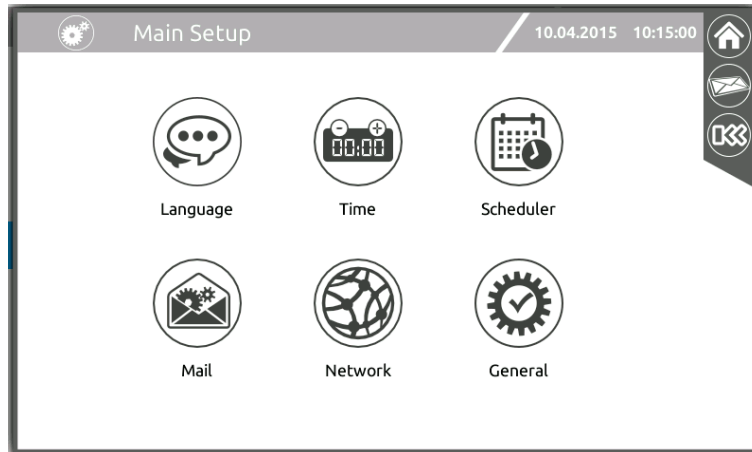 Main Setup
10.04.2015 10:15:00
00:00
Language
Time
Scheduler
Mail
Network
General